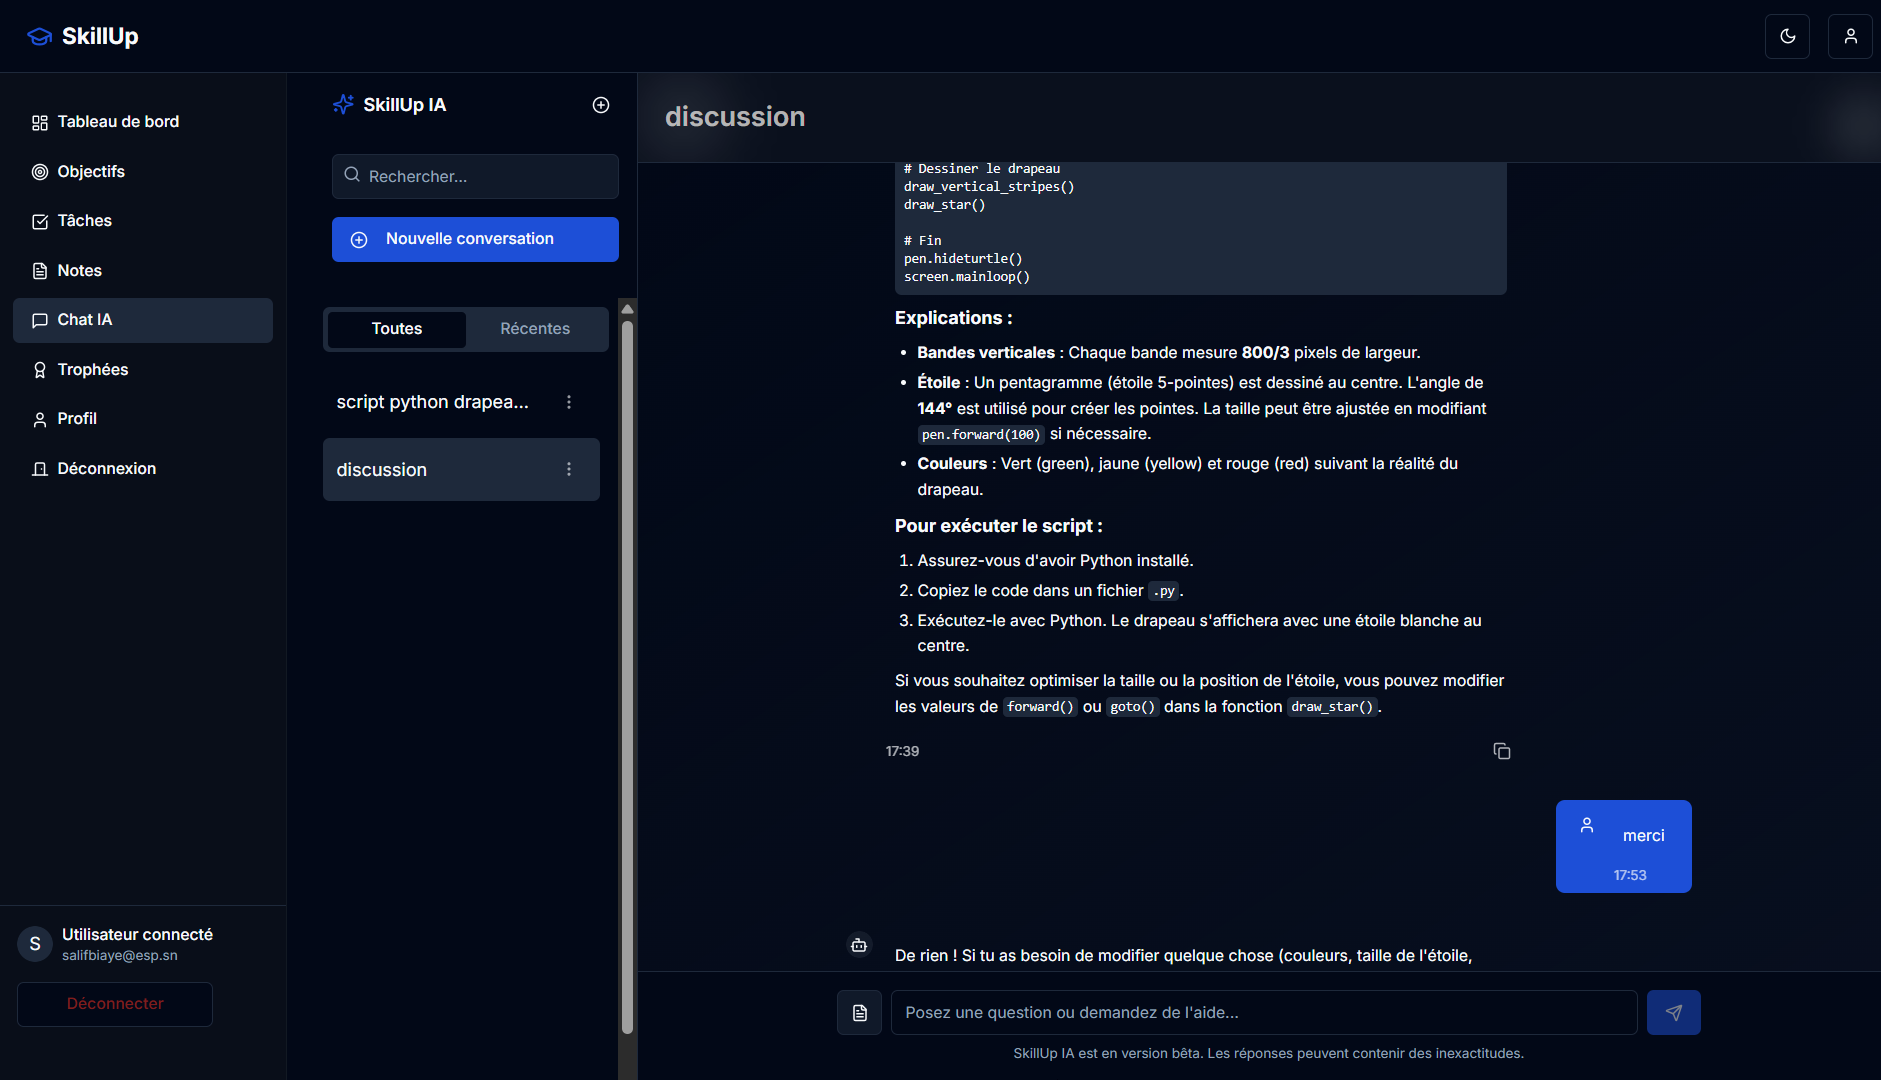 SkillUp
Tableau de bord
Objectifs
Tâches
Notes
Chat IA
Trophées
Profil
Déconnexion
S
Utilisateur connecté
salifbiaye@esp.sn
Déconnecter
SkillUp IA
Rechercher...
Nouvelle conversation
Toutes
Récentes
script python drapea...
discussion
discussion
# Dessiner le drapeau
draw_vertical_stripes()
draw_star()
# Fin
pen.hideturtle()
screen.mainloop()
Explications :
• Bandes verticales : Chaque bande mesure 800/3 pixels de largeur.
• Étoile : Un pentagramme (étoile 5-pointes) est dessiné au centre. L'angle de
144° est utilisé pour créer les pointes. La taille peut être ajustée en modifiant
pen.forward(100) si nécessaire.
• Couleurs : Vert (green), jaune (yellow) et rouge (red) suivant la réalité du
drapeau.
Pour exécuter le script :
1. Assurez-vous d'avoir Python installé.
2. Copiez le code dans un fichier .py.
3. Exécutez-le avec Python. Le drapeau s'affichera avec une étoile blanche au
centre.
Si vous souhaitez optimiser la taille ou la position de l'étoile, vous pouvez modifier
les valeurs de forward() ou goto() dans la fonction draw_star().
17:39
merci
17:53
De rien ! Si tu as besoin de modifier quelque chose (couleurs, taille de l'étoile,
Posez une question ou demandez de l'aide...
SkillUp IA est en version bêta. Les réponses peuvent contenir des inexactitudes.